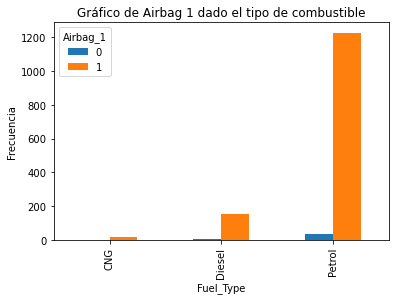 Gráfico de Airbag 1 dado el tipo de combustible
Airbag_1
0
1
Frecuencia
1200
1000
800
600
400
200
0
CNG
Diesel
Petrol
Fuel_Type